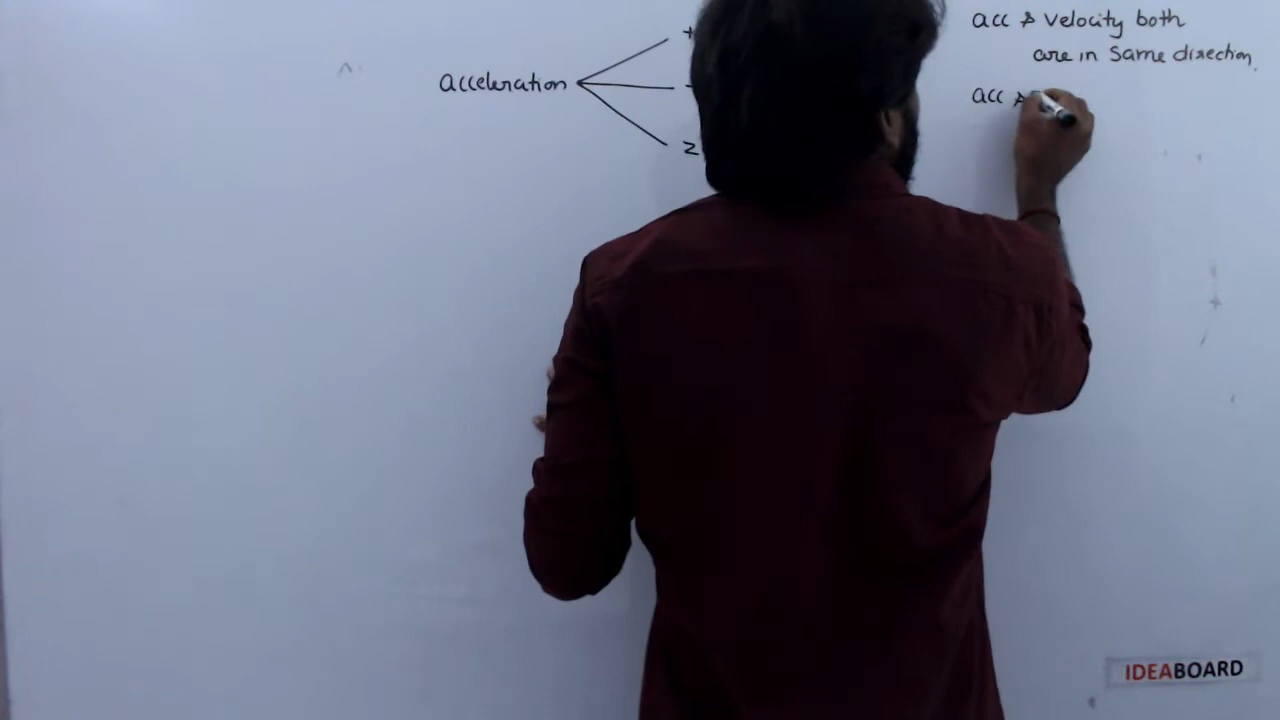 acceleration
+
-
z
acc & velocity both
are in same direction.
acc &
IDEABOARD